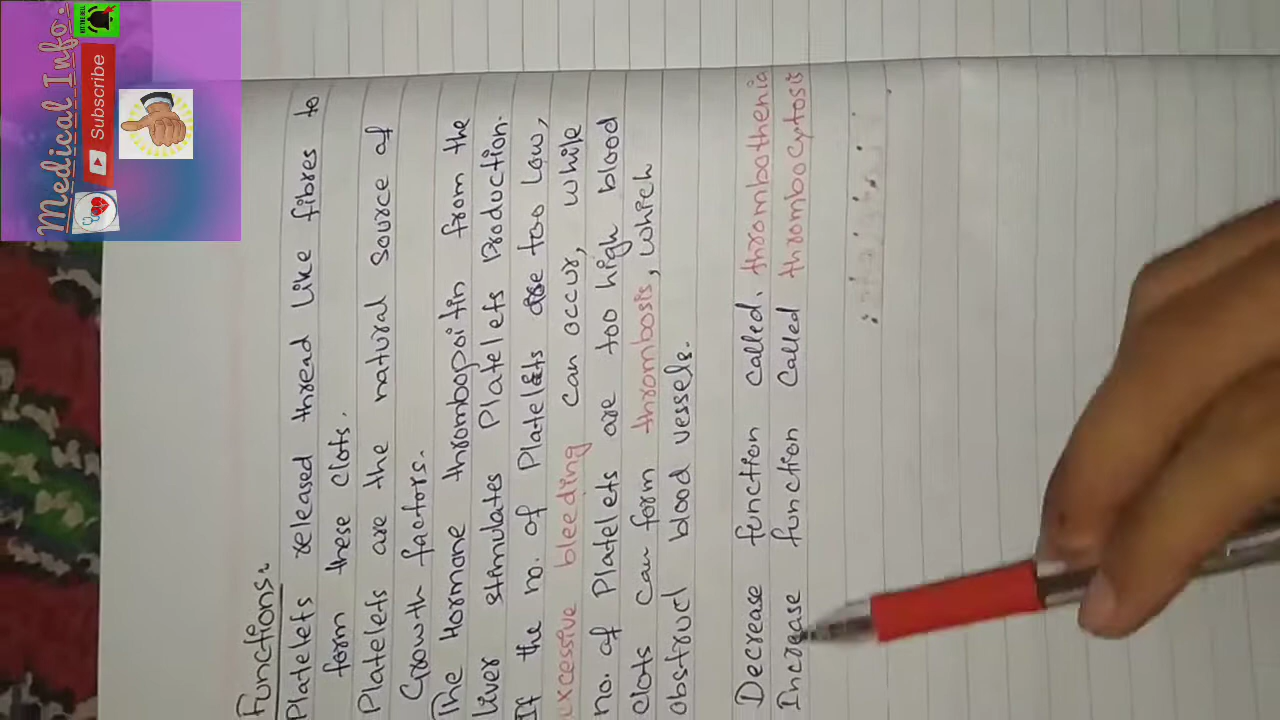 Medical Info.
Subscribe
Functions:
Platelets released thread like fibres to
form these clots.
Platelets are the natural source of
Growth factors.
The Hormone thrombopoitin from the
liver stimulates Platelets Production.
If the no. of Platelets are too low,
excessive bleeding can occur, while
no. of Platelets are too high blood
clots can form thrombosis, which
obstruct blood vessels.
Decrease function called, thrombothenia
Increase function called thrombocytosis